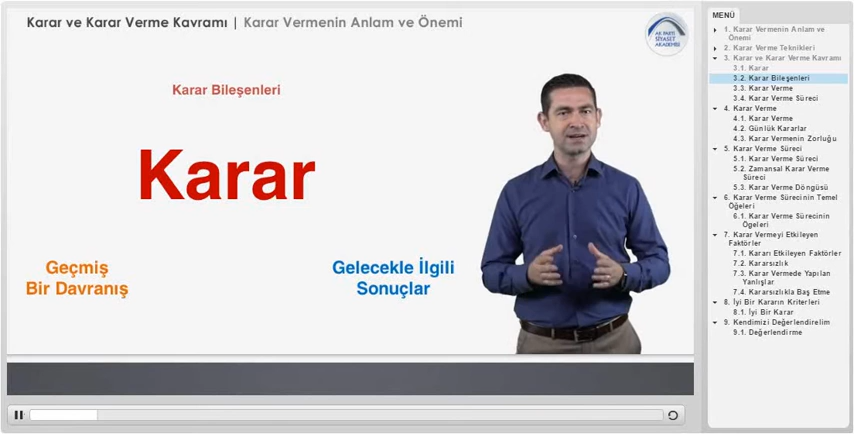 Karar ve Karar Verme Kavramı | Karar Vermenin Anlam ve Önemi
AK PARTİ
SİYASET
AKADEMİSİ
Karar Bileşenleri
Karar
Geçmiş
Bir Davranış
Gelecekle İlgili
Sonuçlar
MENÜ
1. Karar Vermenin Anlam ve
Önemi
2. Karar Verme Teknikleri
3. Karar ve Karar Verme Kavramı
3.1. Karar
3.2. Karar Bileşenleri
3.3. Karar Verme
3.4. Karar Verme Süreci
4. Karar Verme
4.1. Karar Verme
4.2. Günlük Kararlar
4.3. Karar Vermenin Zorluğu
5. Karar Verme Süreci
5.1. Karar Verme Süreci
5.2. Zamansal Karar Verme
Süreci
5.3. Karar Verme Döngüsü
6. Karar Verme Sürecinin Temel
Öğeleri
6.1. Karar Verme Sürecinin
Ögeleri
7. Karar Vermeyi Etkileyen
Faktörler
7.1. Kararı Etkileyen Faktörler
7.2. Kararsızlık
7.3. Karar Vermede Yapılan
Yanlışlar
7.4. Kararsızlıkla Baş Etme
8. İyi Bir Kararın Kriterleri
8.1. İyi Bir Karar
9. Kendimizi Değerlendirelim
9.1. Değerlendirme